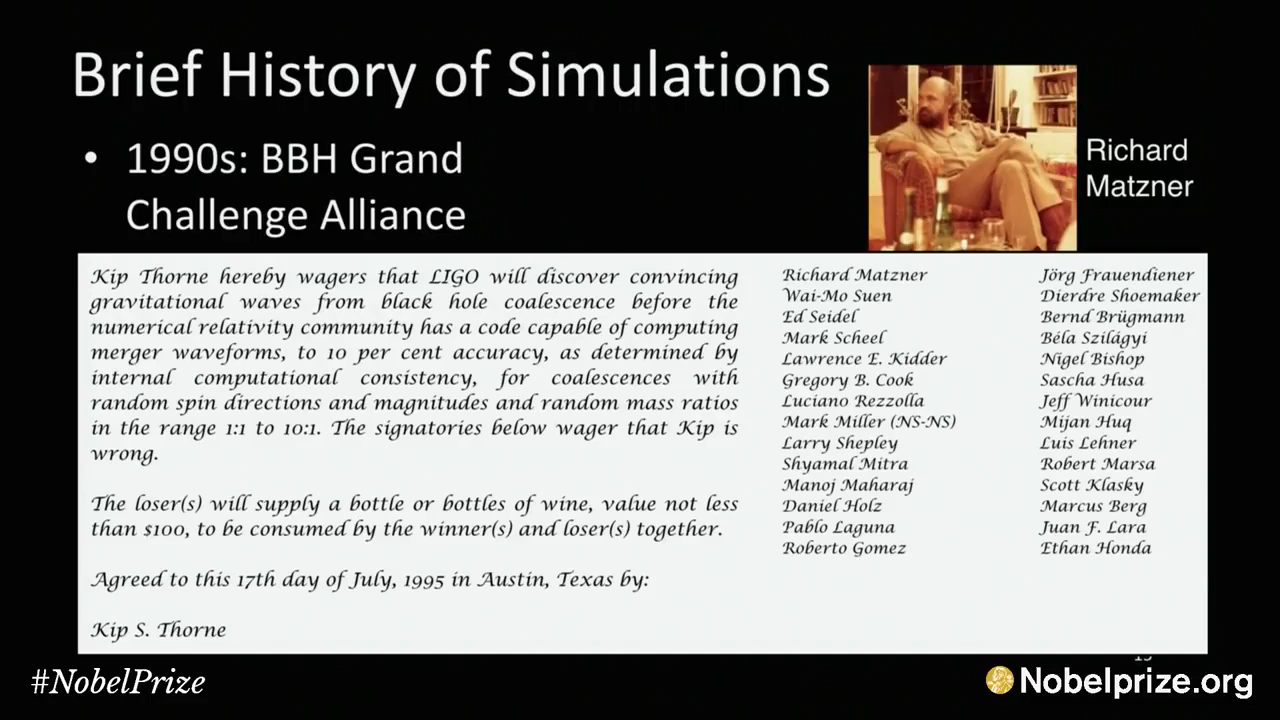 Brief History of Simulations
• 1990s: BBH Grand
Challenge Alliance
Richard
Matzner
Kip Thorne hereby wagers that LIGO will discover convincing
gravitational waves from black hole coalescence before the
numerical relativity community has a code capable of computing
merger waveforms, to 10 per cent accuracy, as determined by
internal computational consistency, for coalescences with
random spin directions and magnitudes and random mass ratios
in the range 1:1 to 10:1. The signatories below wager that Kip is
wrong.
The loser(s) will supply a bottle or bottles of wine, value not less
than $100, to be consumed by the winner(s) and loser(s) together.
Agreed to this 17th day of July, 1995 in Austin, Texas by:
Kip S. Thorne
Richard Matzner
Wai-Mo Suen
Ed Seidel
Mark Scheel
Lawrence E. Kidder
Gregory B. Cook
Luciano Rezzolla
Mark Miller (NS-NS)
Larry Shepley
Shyamal Mitra
Manoj Maharaj
Daniel Holz
Pablo Laguna
Roberto Gomez
Jörg Frauendiener
Dierdre Shoemaker
Bernd Brügmann
Béla Szilágyi
Nigel Bishop
Sascha Husa
Jeff Winicour
Mijan Huq
Luis Lehner
Robert Marsa
Scott Klasky
Marcus Berg
Juan F. Lara
Ethan Honda
#NobelPrize
Nobelprize.org